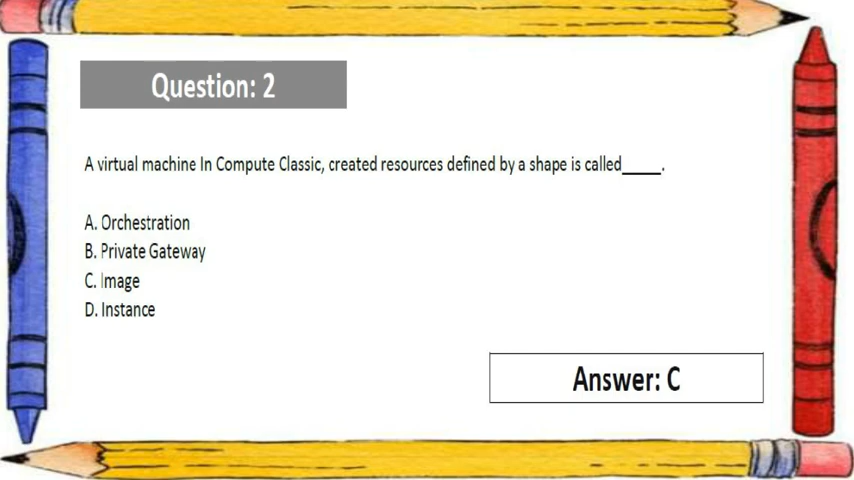 Question: 2
A virtual machine In Compute Classic, created resources defined by a shape is called_____.
A. Orchestration
B. Private Gateway
C. Image
D. Instance
Answer: C